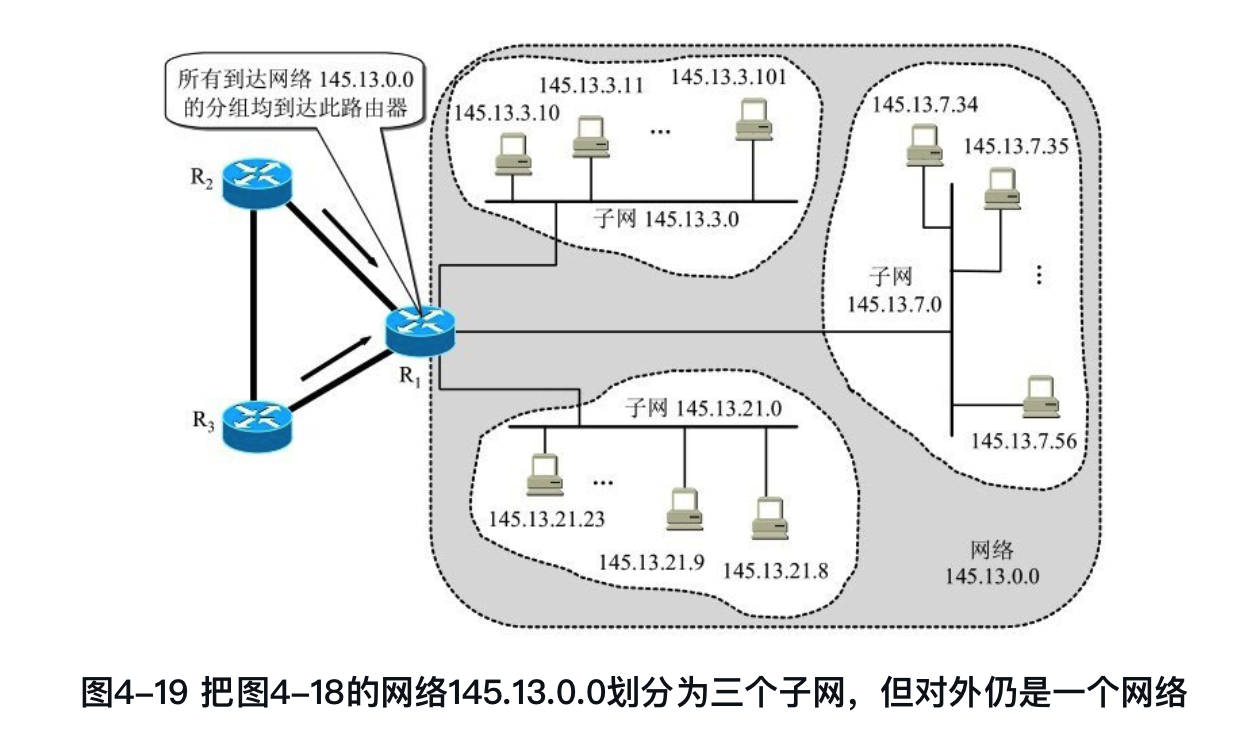 所有到达网络 145.13.0.0
的分组均到达此路由器
145.13.3.10
145.13.3.11
...
145.13.3.101
子网 145.13.3.0
145.13.7.34
145.13.7.35
子网
145.13.7.0
⋮
145.13.7.56
R2
R1
R3
子网 145.13.21.0
...
145.13.21.23
145.13.21.9
145.13.21.8
网络
145.13.0.0
图4–19 把图4–18的网络145.13.0.0划分为三个子网，但对外仍是一个网络